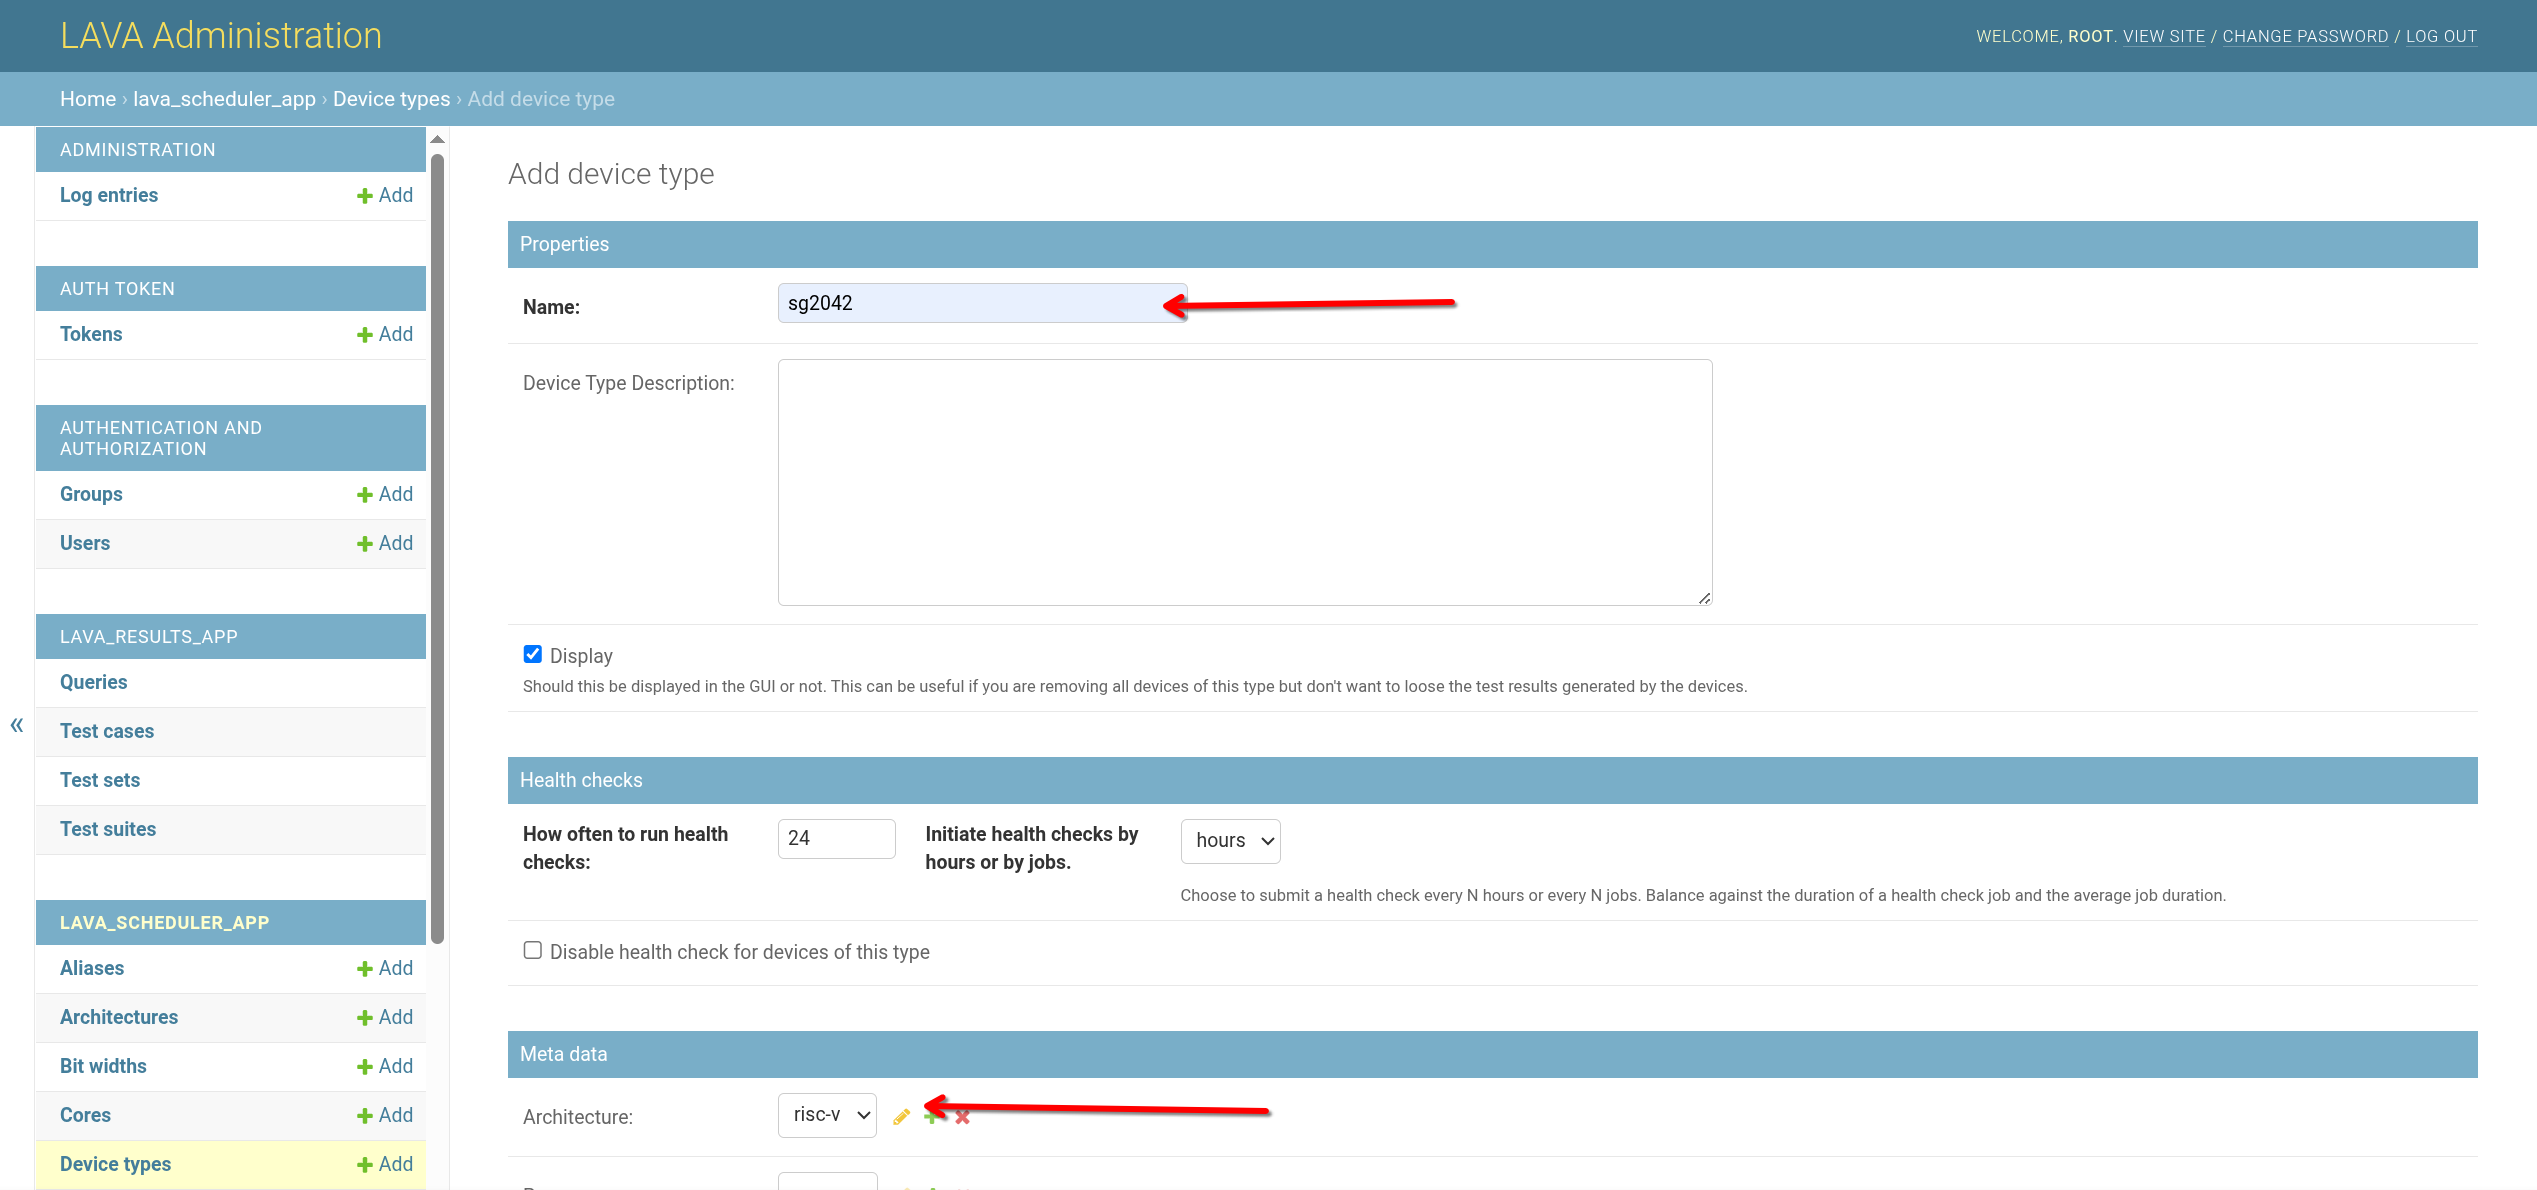 LAVA Administration
WELCOME, ROOT. VIEW SITE / CHANGE PASSWORD / LOG OUT
Home › lava_scheduler_app › Device types › Add device type
ADMINISTRATION
Log entries Add
AUTH TOKEN
Tokens Add
AUTHENTICATION AND
AUTHORIZATION
Groups Add
Users Add
LAVA_RESULTS_APP
Queries
Test cases
Test sets
Test suites
LAVA_SCHEDULER_APP
Aliases Add
Architectures Add
Bit widths Add
Cores Add
Device types Add
«
Add device type
Properties
Name: sg2042
Device Type Description:
Display
Should this be displayed in the GUI or not. This can be useful if you are removing all devices of this type but don't want to loose the test results generated by the devices.
Health checks
How often to run health
checks:
24
Initiate health checks by
hours or by jobs.
hours
Choose to submit a health check every N hours or every N jobs. Balance against the duration of a health check job and the average job duration.
Disable health check for devices of this type
Meta data
Architecture: risc-v